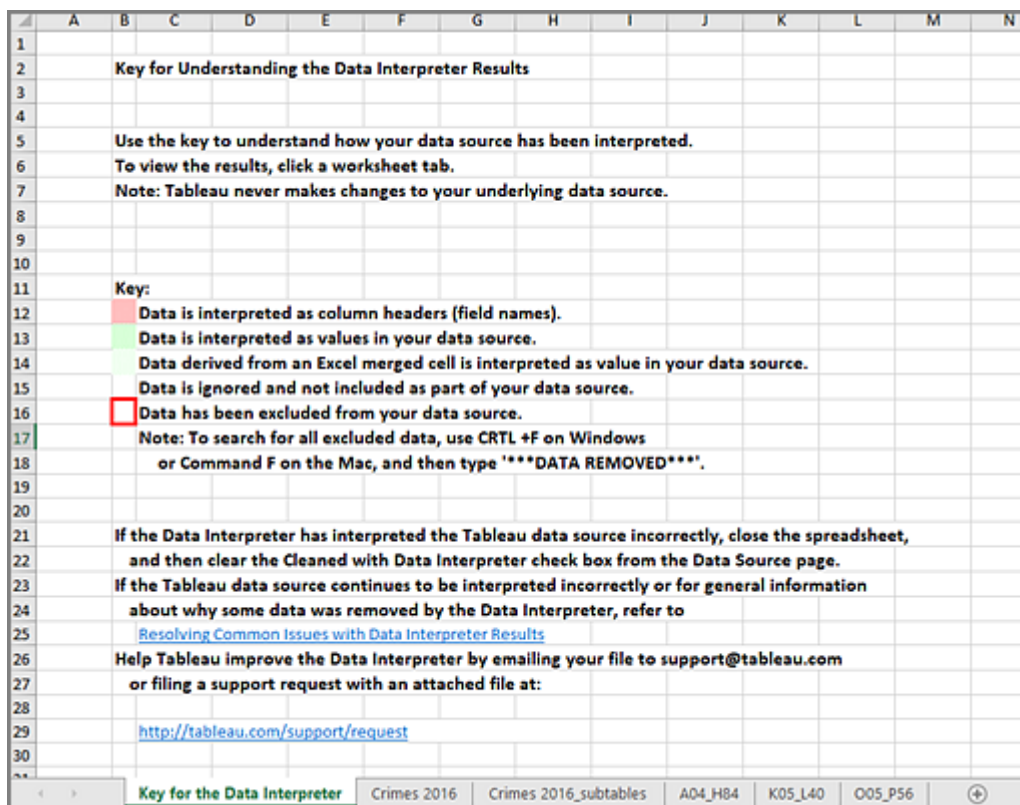 A B C D E F G H I J K L M N
1
2 Key for Understanding the Data Interpreter Results
3
4
5 Use the key to understand how your data source has been interpreted.
6 To view the results, click a worksheet tab.
7 Note: Tableau never makes changes to your underlying data source.
8
9
10
11 Key:
12 Data is interpreted as column headers (field names).
13 Data is interpreted as values in your data source.
14 Data derived from an Excel merged cell is interpreted as value in your data source.
15 Data is ignored and not included as part of your data source.
16 Data has been excluded from your data source.
17 Note: To search for all excluded data, use CRTL +F on Windows
18 or Command F on the Mac, and then type '***DATA REMOVED***'.
19
20
21 If the Data Interpreter has interpreted the Tableau data source incorrectly, close the spreadsheet,
22 and then clear the Cleaned with Data Interpreter check box from the Data Source page.
23 If the Tableau data source continues to be interpreted incorrectly or for general information
24 about why some data was removed by the Data Interpreter, refer to
25 Resolving Common Issues with Data Interpreter Results
26 Help Tableau improve the Data Interpreter by emailing your file to support@tableau.com
27 or filing a support request with an attached file at:
28
29 http://tableau.com/support/request
30
Key for the Data Interpreter Crimes 2016 Crimes 2016_subtables A04_H84 K05_L40 O05_P56